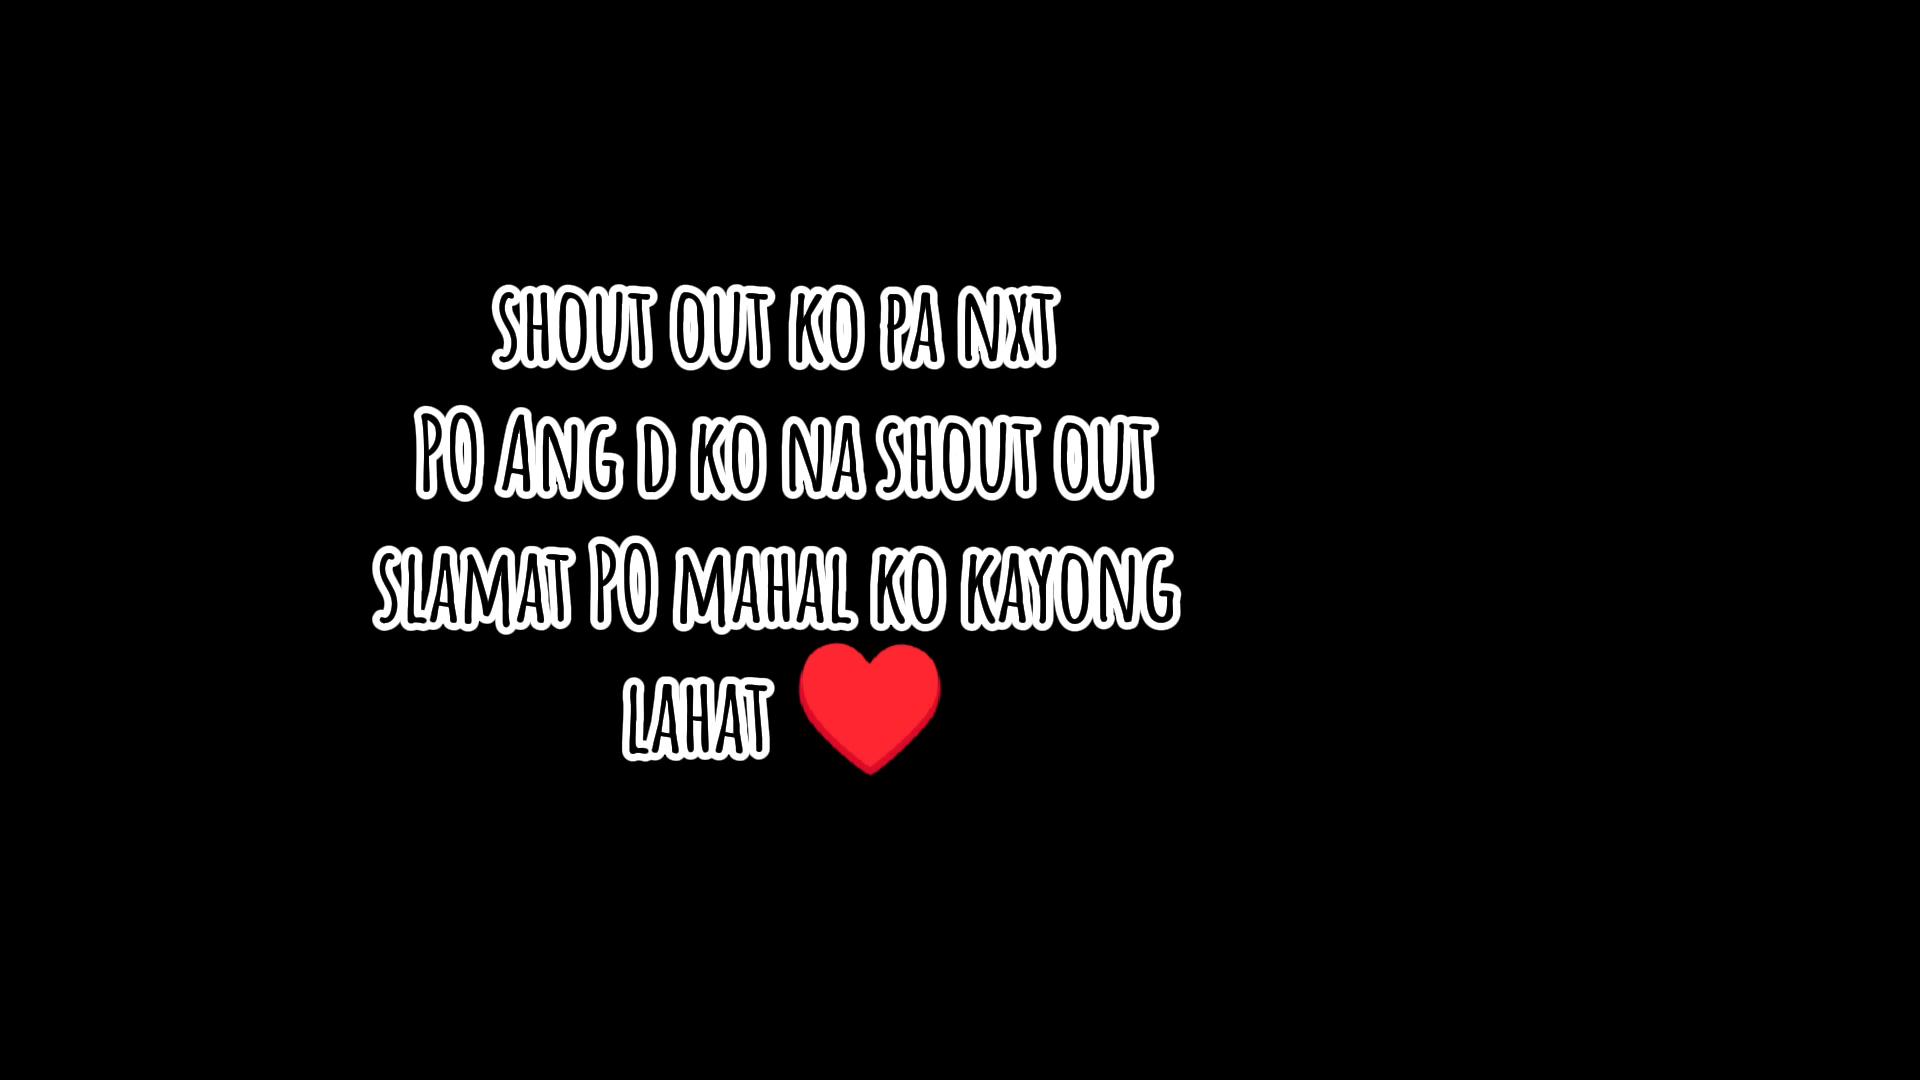 SHOUT OUT KO PA NXT
PO ANG D KO NA SHOUT OUT
SLAMAT PO MAHAL KO KAYONG
LAHAT ❤